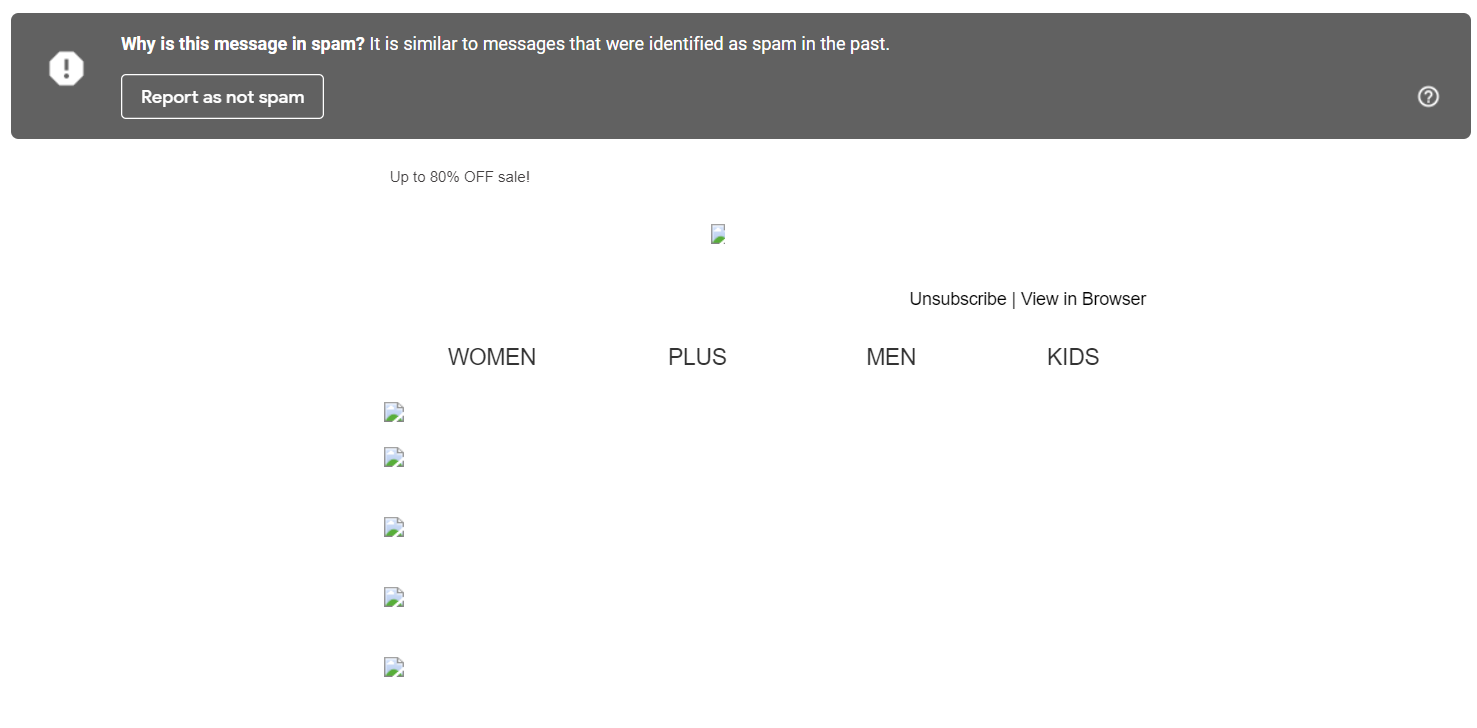 Why is this message in spam? It is similar to messages that were identified as spam in the past.
Report as not spam
Up to 80% OFF sale!
Unsubscribe | View in Browser
WOMEN PLUS MEN KIDS